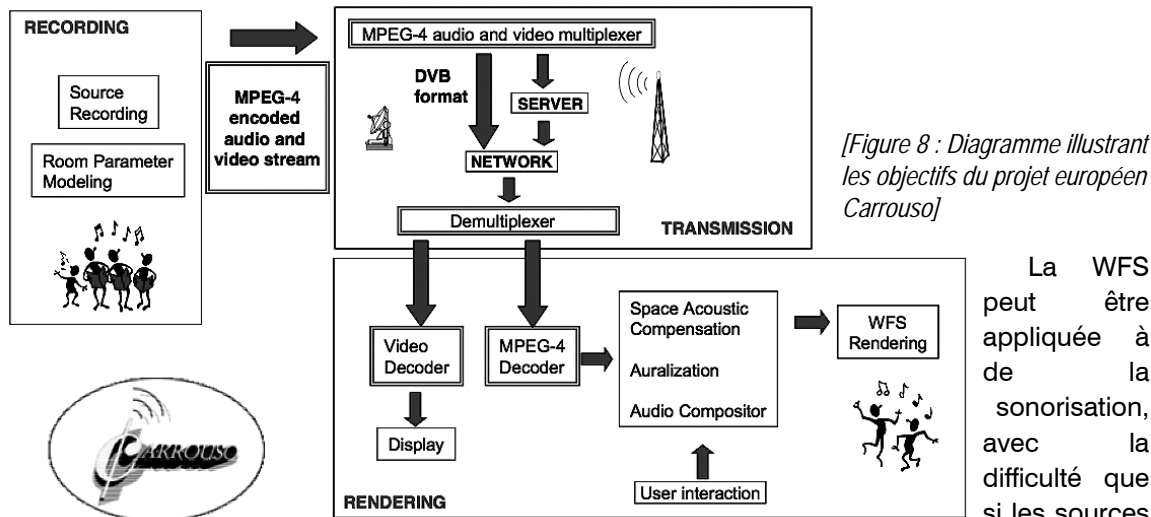 RECORDING
Source
Recording
Room Parameter
Modeling
MPEG-4
encoded
audio and
video stream
MPEG-4 audio and video multiplexer
DVB
format
SERVER
NETWORK
Demultiplexer
TRANSMISSION
[Figure 8 : Diagramme illustrant
les objectifs du projet européen
Carrouso]
La WFS
peut être
appliquée à
de la
sonorisation,
avec la
difficulté que
si les sources
Video
Decoder
MPEG-4
Decoder
Space Acoustic
Compensation
Auralization
Audio Compositor
WFS
Rendering
Display
User interaction
RENDERING
CARROUSO